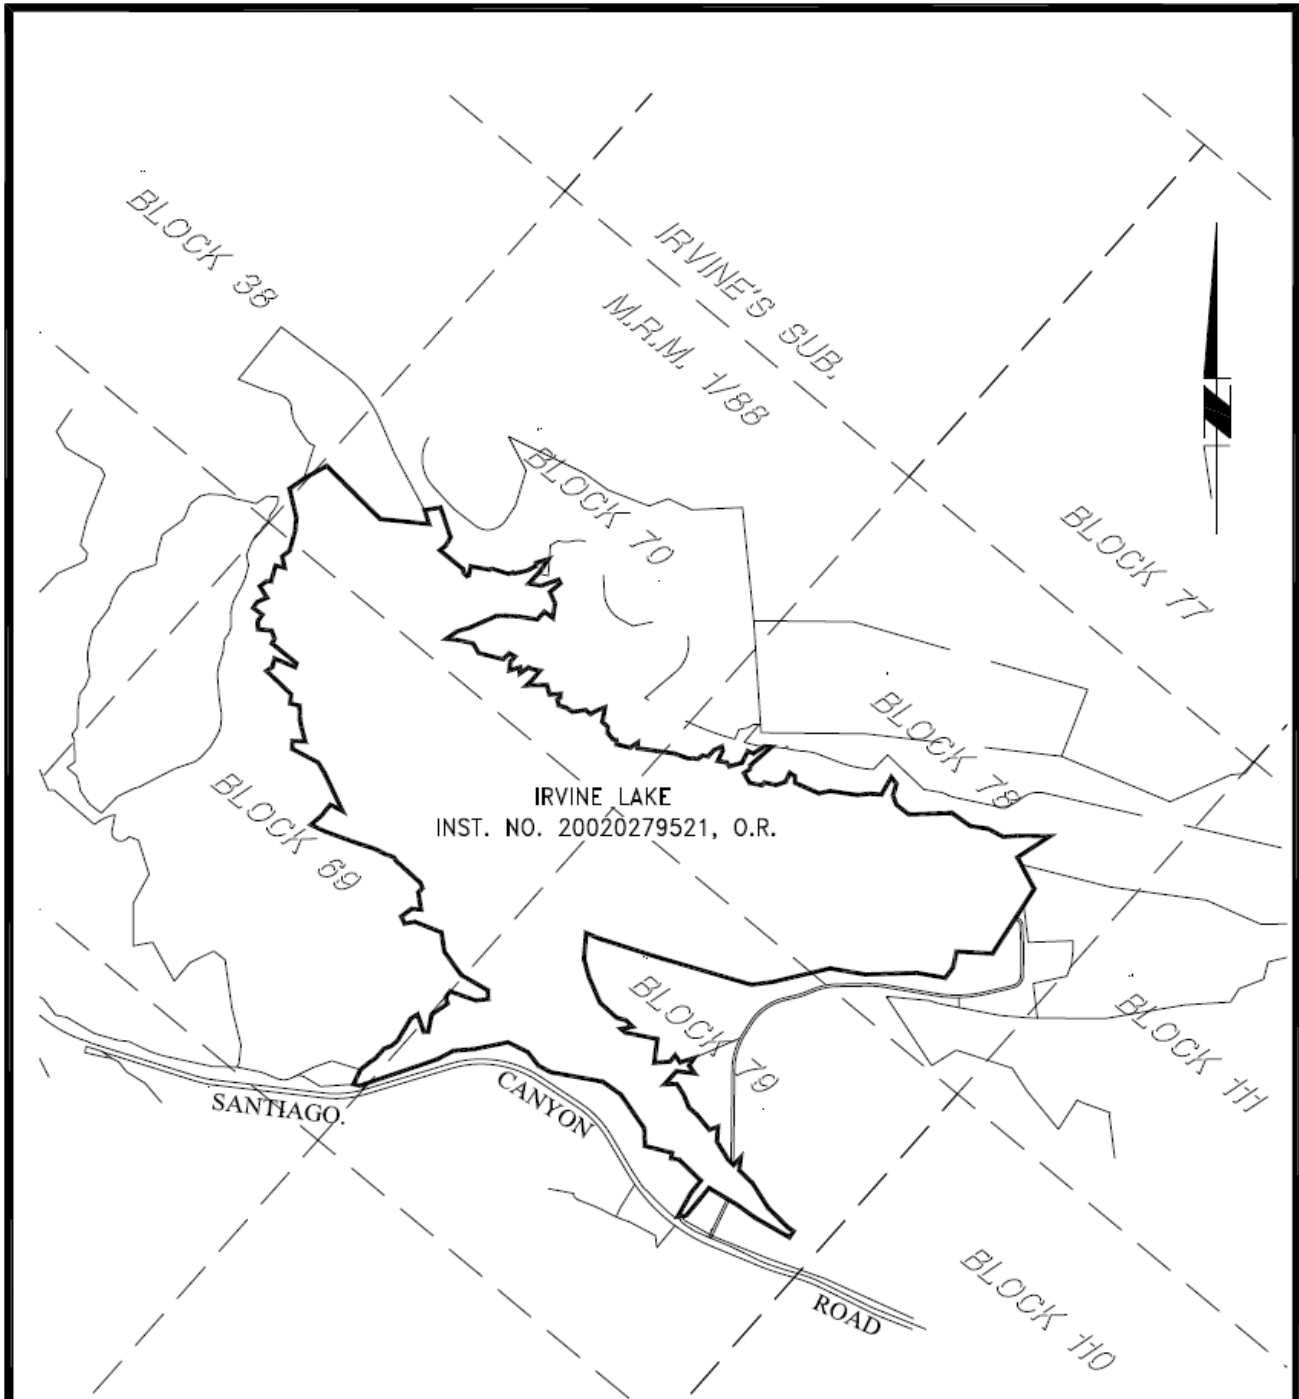 BLOCK 38
IRVINE'S SUB.
M.R.M. 1/88
BLOCK 70
BLOCK 77
BLOCK 78
BLOCK 69
IRVINE LAKE
INST. NO. 20020279521, O.R.
BLOCK 79
BLOCK 111
SANTIAGO.
CANYON
ROAD
BLOCK 110
N